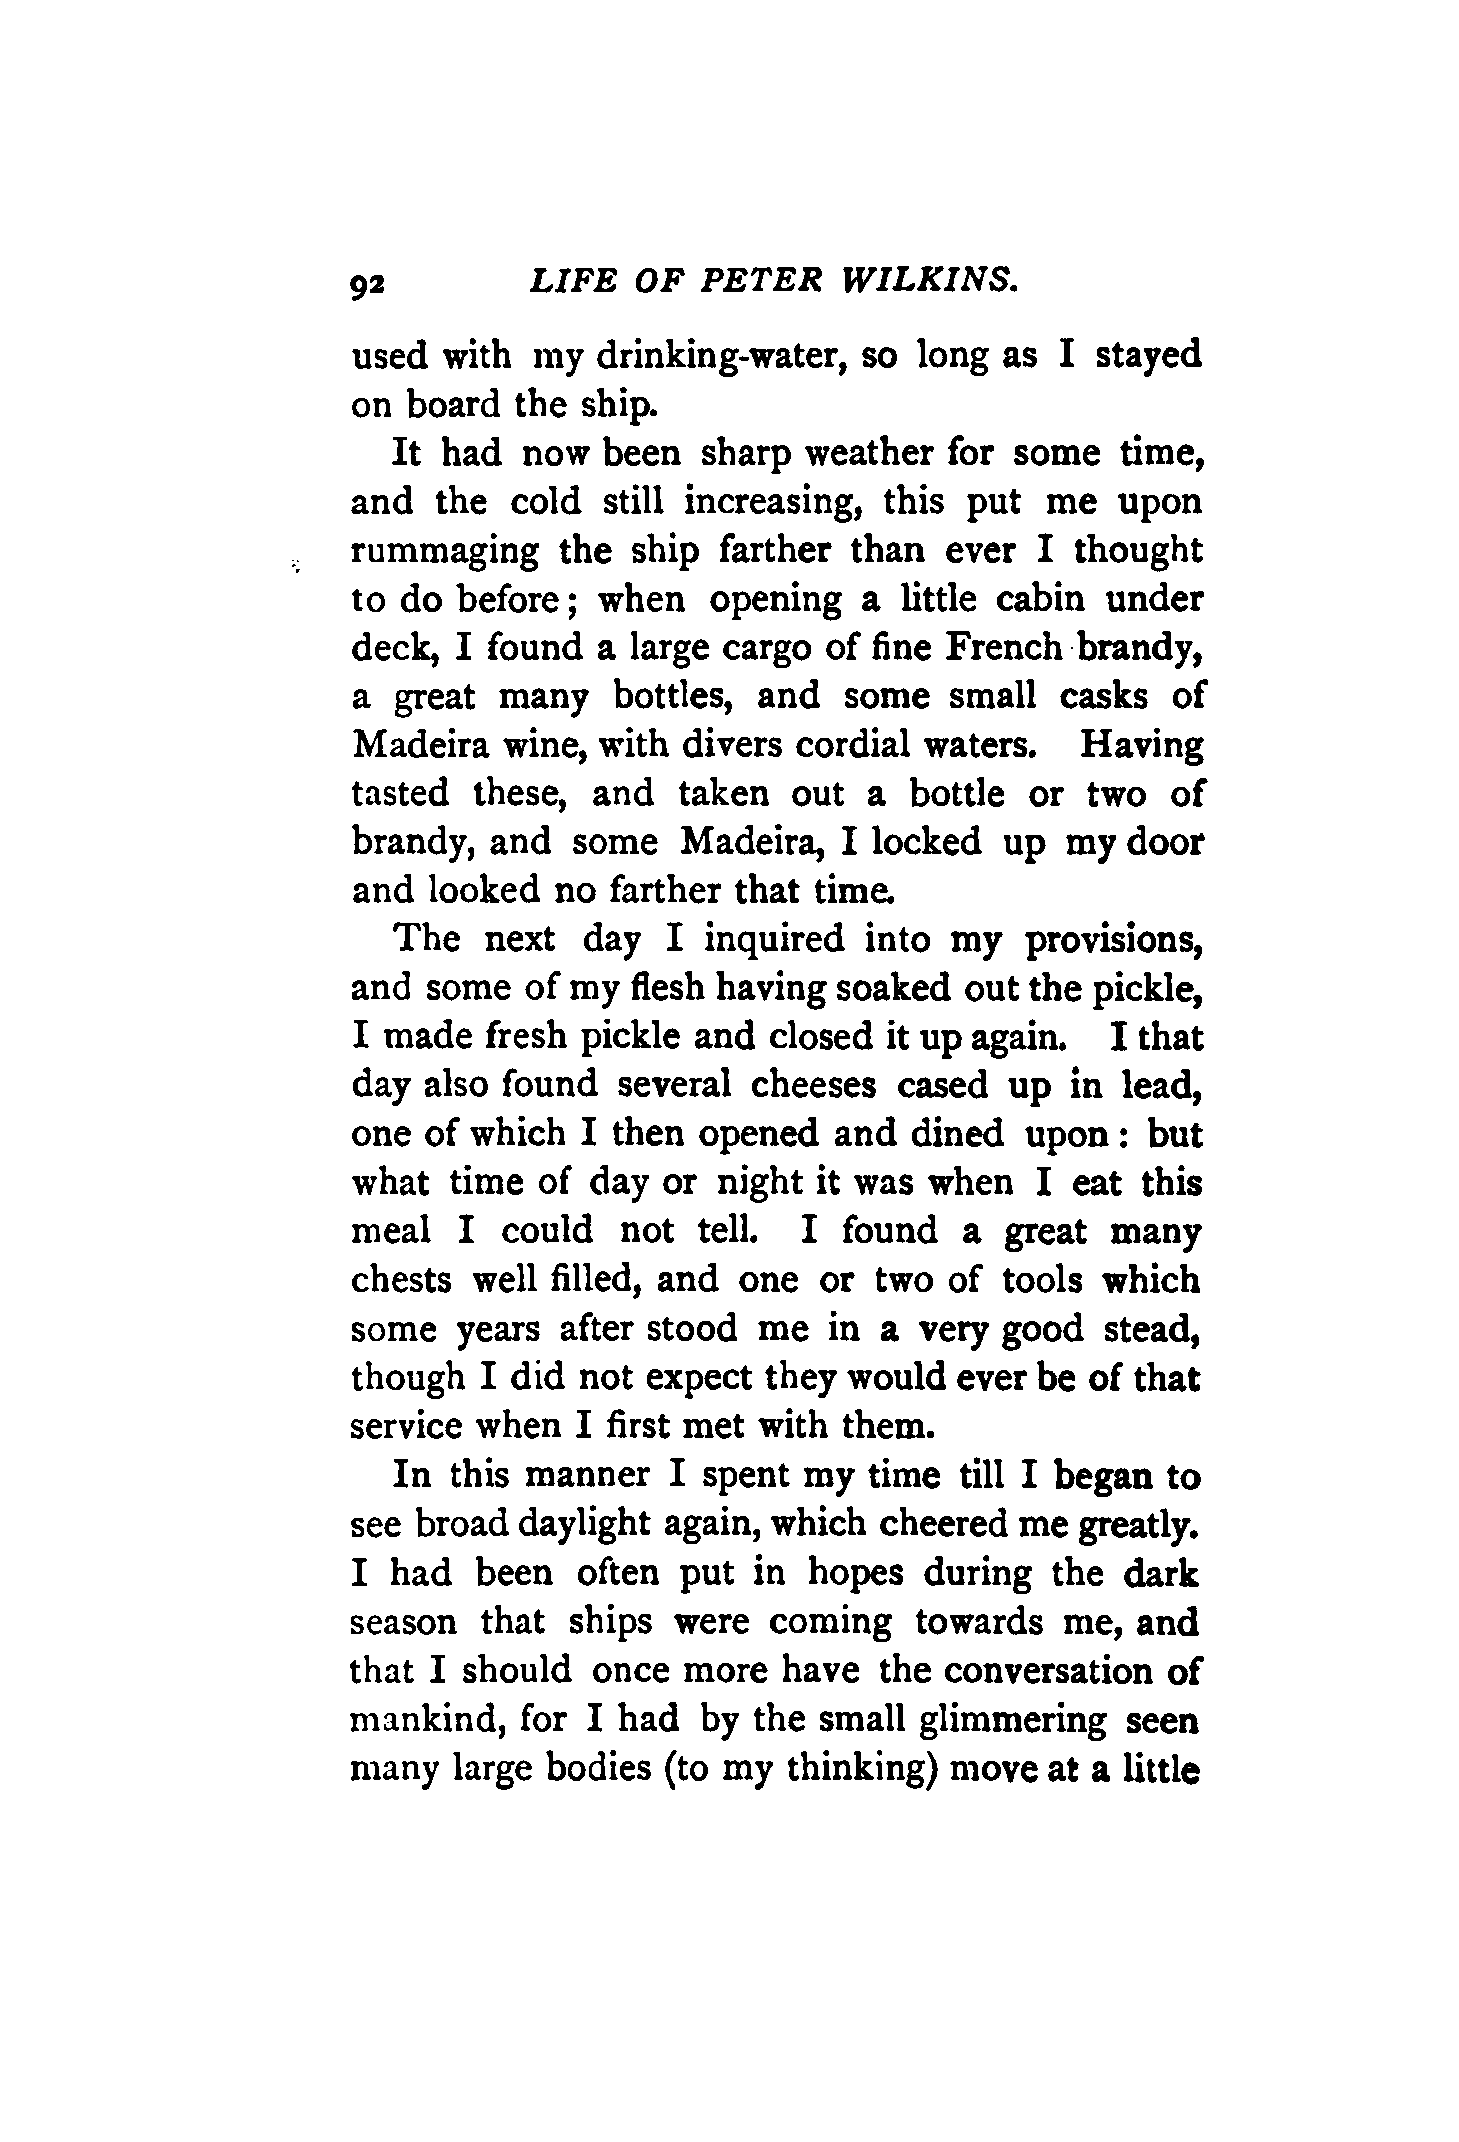 92 LIFE OF PETER WILKINS.
used with my drinking-water, so long as I stayed
on board the ship.
It had now been sharp weather for some time,
and the cold still increasing, this put me upon
rummaging the ship farther than ever I thought
to do before; when opening a little cabin under
deck, I found a large cargo of fine French brandy,
a great many bottles, and some small casks of
Madeira wine, with divers cordial waters. Having
tasted these, and taken out a bottle or two of
brandy, and some Madeira, I locked up my door
and looked no farther that time.
The next day I inquired into my provisions,
and some of my flesh having soaked out the pickle,
I made fresh pickle and closed it up again. I that
day also found several cheeses cased up in lead,
one of which I then opened and dined upon: but
what time of day or night it was when I eat this
meal I could not tell. I found a great many
chests well filled, and one or two of tools which
some years after stood me in a very good stead,
though I did not expect they would ever be of that
service when I first met with them.
In this manner I spent my time till I began to
see broad daylight again, which cheered me greatly.
I had been often put in hopes during the dark
season that ships were coming towards me, and
that I should once more have the conversation of
mankind, for I had by the small glimmering seen
many large bodies (to my thinking) move at a little